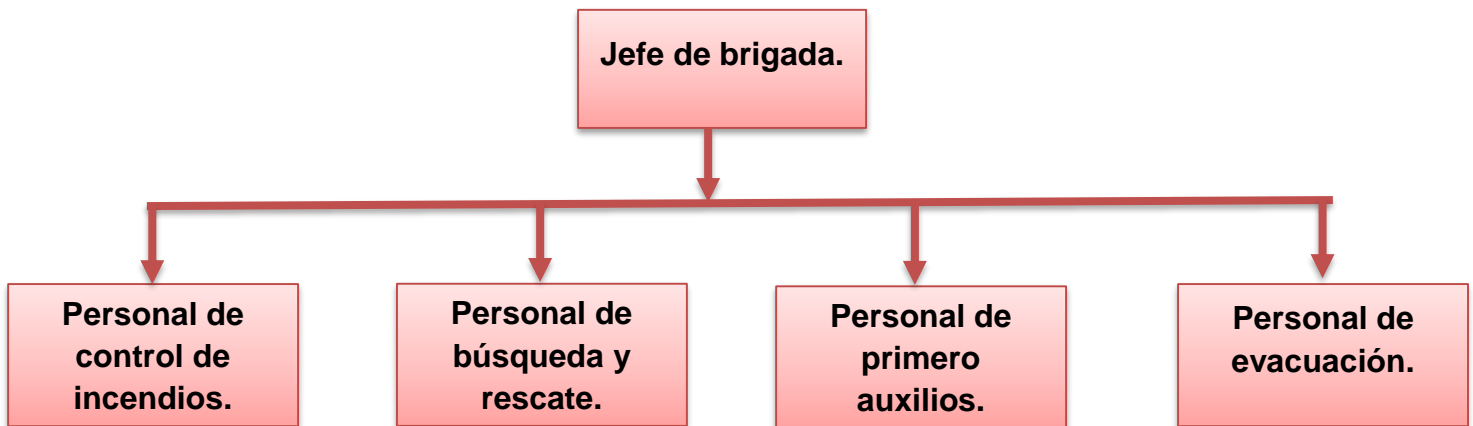 Jefe de brigada.
Personal de
control de
incendios.
Personal de
búsqueda y
rescate.
Personal de
primero
auxilios.
Personal de
evacuación.